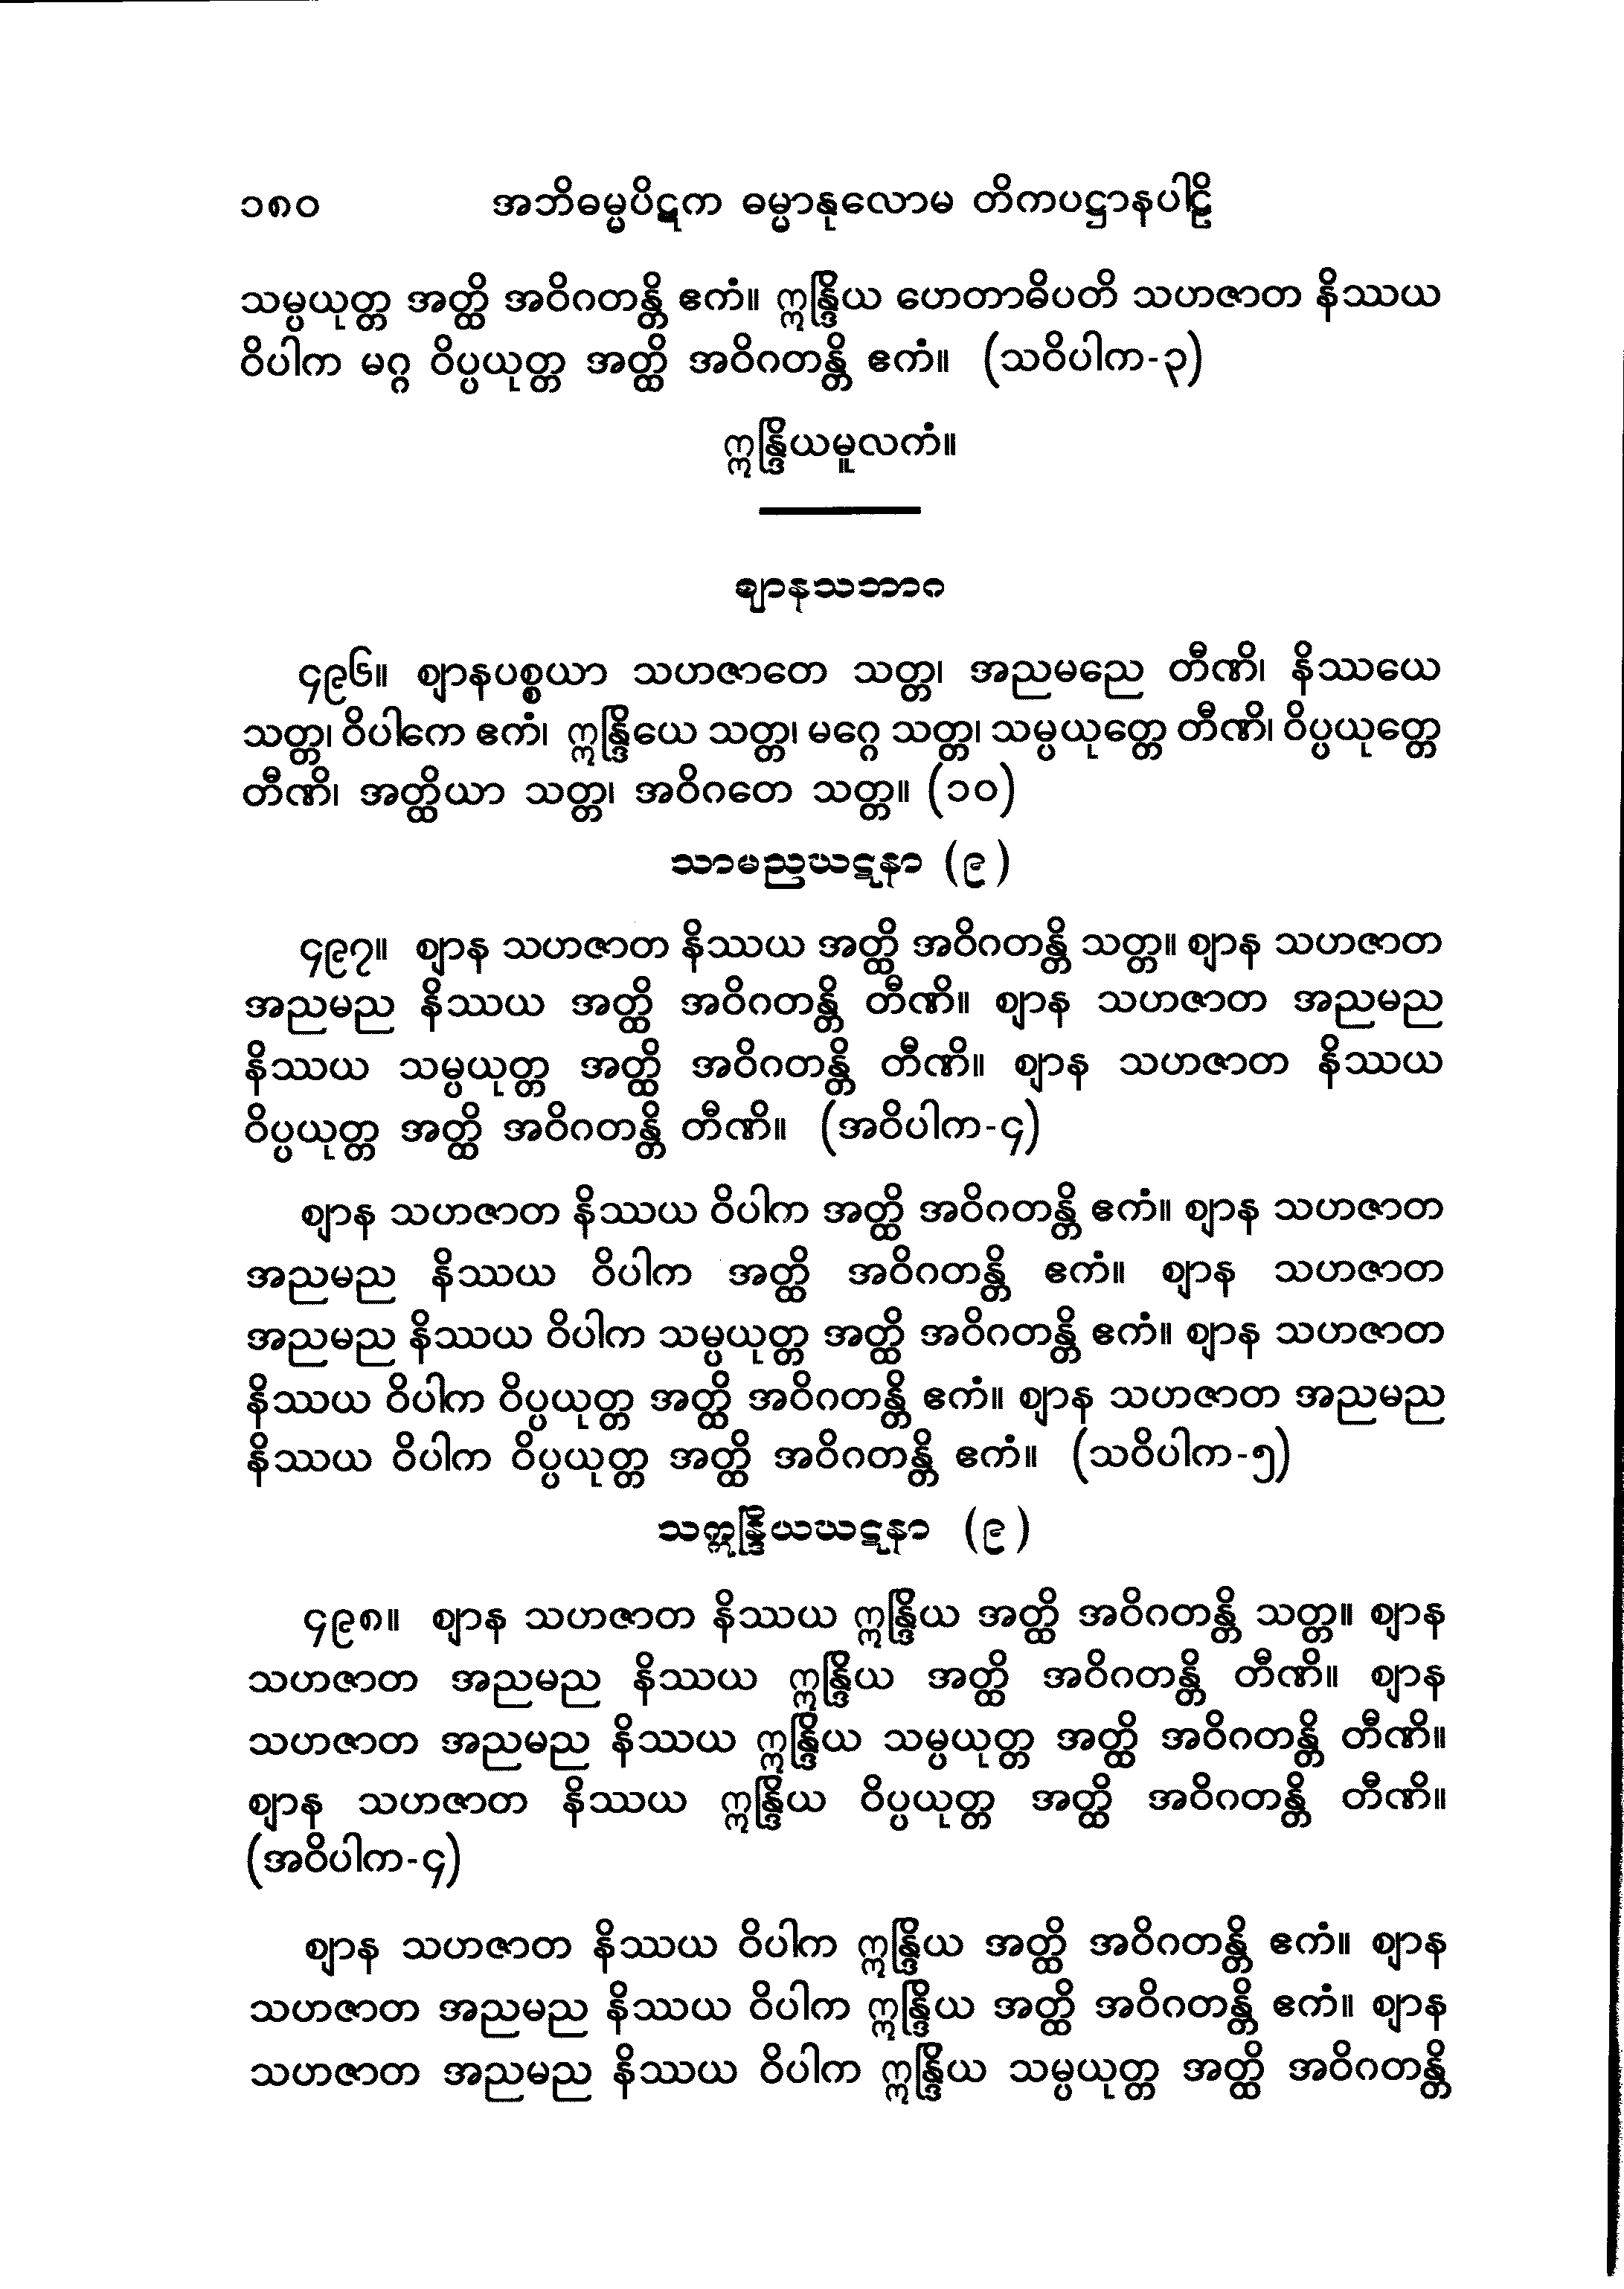 ၁၈၀ အဘိဓမ္မပိဋက ဓမ္မာနုလောမ တိကပဋ္ဌာနပါဠိ
သမ္ပယုတ္တ အတ္ထိ အဝိဂတန္တိ ဧကံ။ ဣန္ဒြိယ ဟေတာဓိပတိ သဟဇာတ နိဿယ
ဝိပါက မဂ္ဂ ဝိပ္ပယုတ္တ အတ္ထိ အဝိဂတန္တိ ဧကံ။ (သဝိပါက-၃)
ဣန္ဒြိယမူလကံ။
ဈာနသဘာဂ
၄၉၆။ ဈာနပစ္စယာ သဟဇာတေ သတ္တ၊ အညမညေ တီဏိ၊ နိဿယေ
သတ္တ၊ ဝိပါကေ ဧကံ၊ ဣန္ဒြိယေ သတ္တ၊ မဂ္ဂေ သတ္တ၊ သမ္ပယုတ္တေ တီဏိ၊ ဝိပ္ပယုတ္တေ
တီဏိ၊ အတ္ထိယာ သတ္တ၊ အဝိဂတေ သတ္တ။ (၁၀)
သာမညဃဋနာ (၉)
၄၉၇။ ဈာန သဟဇာတ နိဿယ အတ္ထိ အဝိဂတန္တိ သတ္တ။ ဈာန သဟဇာတ
အညမည နိဿယ အတ္ထိ အဝိဂတန္တိ တီဏိ။ ဈာန သဟဇာတ အညမည
နိဿယ သမ္ပယုတ္တ အတ္ထိ အဝိဂတန္တိ တီဏိ။ ဈာန သဟဇာတ နိဿယ
ဝိပ္ပယုတ္တ အတ္ထိ အဝိဂတန္တိ တီဏိ။ (အဝိပါက-၄)
ဈာန သဟဇာတ နိဿယ ဝိပါက အတ္ထိ အဝိဂတန္တိ ဧကံ။ ဈာန သဟဇာတ
အညမည နိဿယ ဝိပါက အတ္ထိ အဝိဂတန္တိ ဧကံ။ ဈာန သဟဇာတ
အညမည နိဿယ ဝိပါက သမ္ပယုတ္တ အတ္ထိ အဝိဂတန္တိ ဧကံ။ ဈာန သဟဇာတ
နိဿယ ဝိပါက ဝိပ္ပယုတ္တ အတ္ထိ အဝိဂတန္တိ ဧကံ။ ဈာန သဟဇာတ အညမည
နိဿယ ဝိပါက ဝိပ္ပယုတ္တ အတ္ထိ အဝိဂတန္တိ ဧကံ။ (သဝိပါက-၅)
သဣန္ဒြိယဃဋနာ (၉)
၄၉၈။ ဈာန သဟဇာတ နိဿယ ဣန္ဒြိယ အတ္ထိ အဝိဂတန္တိ သတ္တ။ ဈာန
သဟဇာတ အညမည နိဿယ ဣန္ဒြိယ အတ္ထိ အဝိဂတန္တိ တီဏိ။ ဈာန
သဟဇာတ အညမည နိဿယ ဣန္ဒြိယ သမ္ပယုတ္တ အတ္ထိ အဝိဂတန္တိ တီဏိ။
ဈာန သဟဇာတ နိဿယ ဣန္ဒြိယ ဝိပ္ပယုတ္တ အတ္ထိ အဝိဂတန္တိ တီဏိ။
(အဝိပါက-၄)
ဈာန သဟဇာတ နိဿယ ဝိပါက ဣန္ဒြိယ အတ္ထိ အဝိဂတန္တိ ဧကံ။ ဈာန
သဟဇာတ အညမည နိဿယ ဝိပါက ဣန္ဒြိယ အတ္ထိ အဝိဂတန္တိ ဧကံ။ ဈာန
သဟဇာတ အညမည နိဿယ ဝိပါက ဣန္ဒြိယ သမ္ပယုတ္တ အတ္ထိ အဝိဂတန္တိ